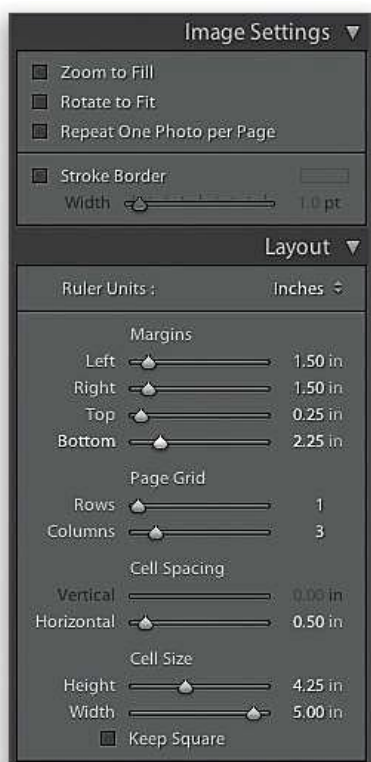 Image Settings
Zoom to Fill
Rotate to Fit
Repeat One Photo per Page
Stroke Border
Width 1.0 pt
Layout
Ruler Units : Inches
Margins
Left 1.50 in
Right 1.50 in
Top 0.25 in
Bottom 2.25 in
Page Grid
Rows 1
Columns 3
Cell Spacing
Vertical 0.00 in
Horizontal 0.50 in
Cell Size
Height 4.25 in
Width 5.00 in
Keep Square